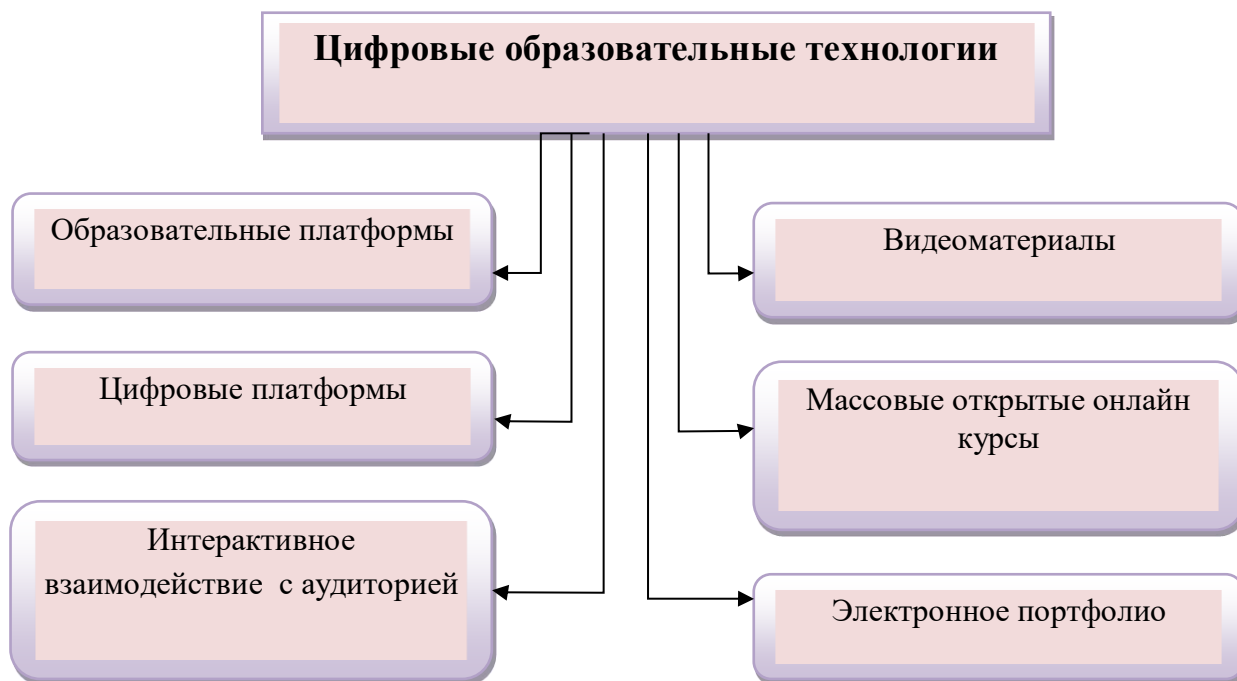 Цифровые образовательные технологии
Образовательные платформы
Цифровые платформы
Интерактивное
взаимодействие с аудиторией
Видеоматериалы
Массовые открытые онлайн
курсы
Электронное портфолио